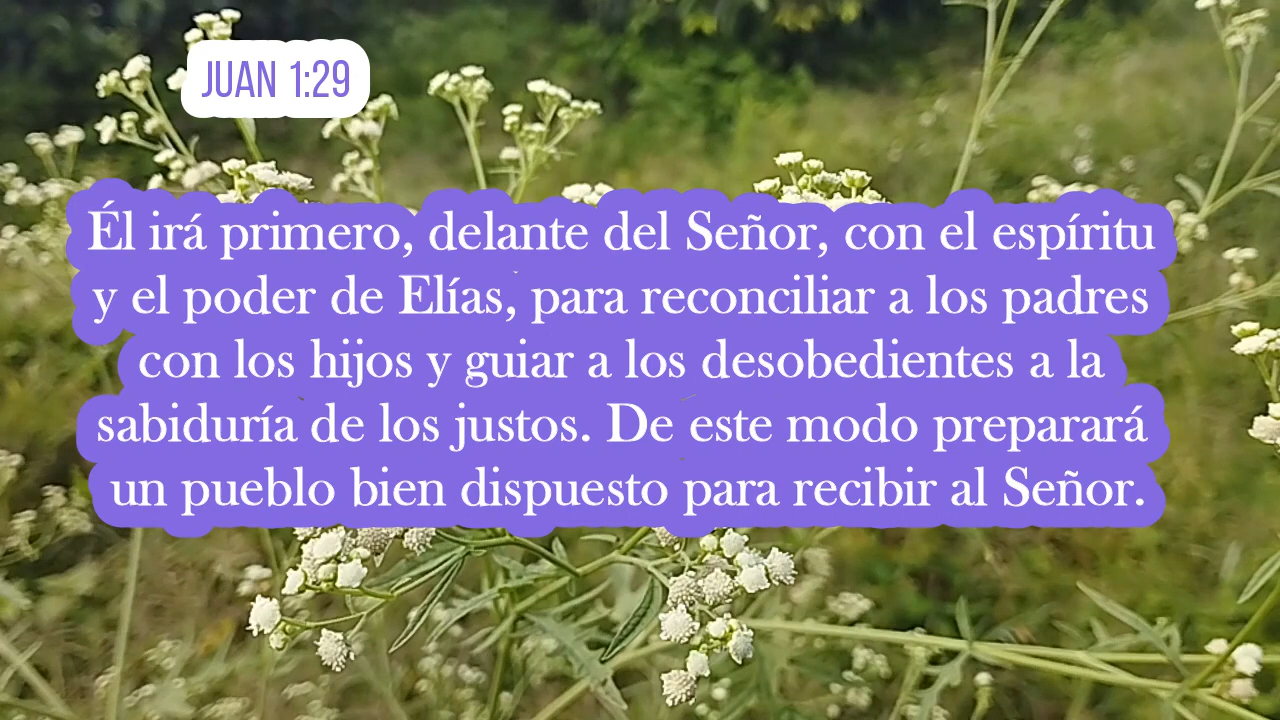 JUAN 1:29
Él irá primero, delante del Señor, con el espíritu
y el poder de Elías, para reconciliar a los padres
con los hijos y guiar a los desobedientes a la
sabiduría de los justos. De este modo preparará
un pueblo bien dispuesto para recibir al Señor.